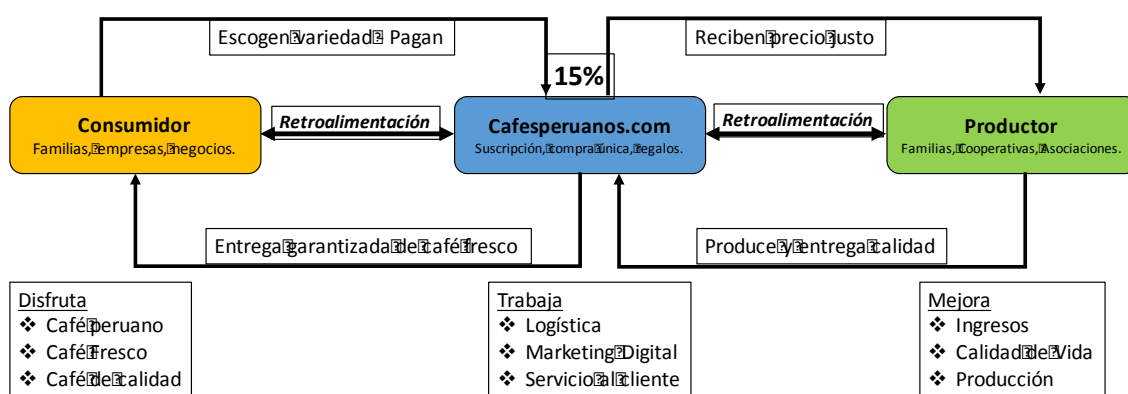 Escogen variedad - Pagan
Reciben precio justo
15%
Consumidor
Familias, empresas, negocios.
Retroalimentación
Cafesperuanos.com
Suscripción, compra única, regalos.
Retroalimentación
Productor
Familias, Cooperativas, Asociaciones.
Entrega garantizada de café fresco
Produce y entrega calidad
Disfruta
❖ Café peruano
❖ Café Fresco
❖ Café de calidad
Trabaja
❖ Logística
❖ Marketing Digital
❖ Servicio al cliente
Mejora
❖ Ingresos
❖ Calidad de Vida
❖ Producción